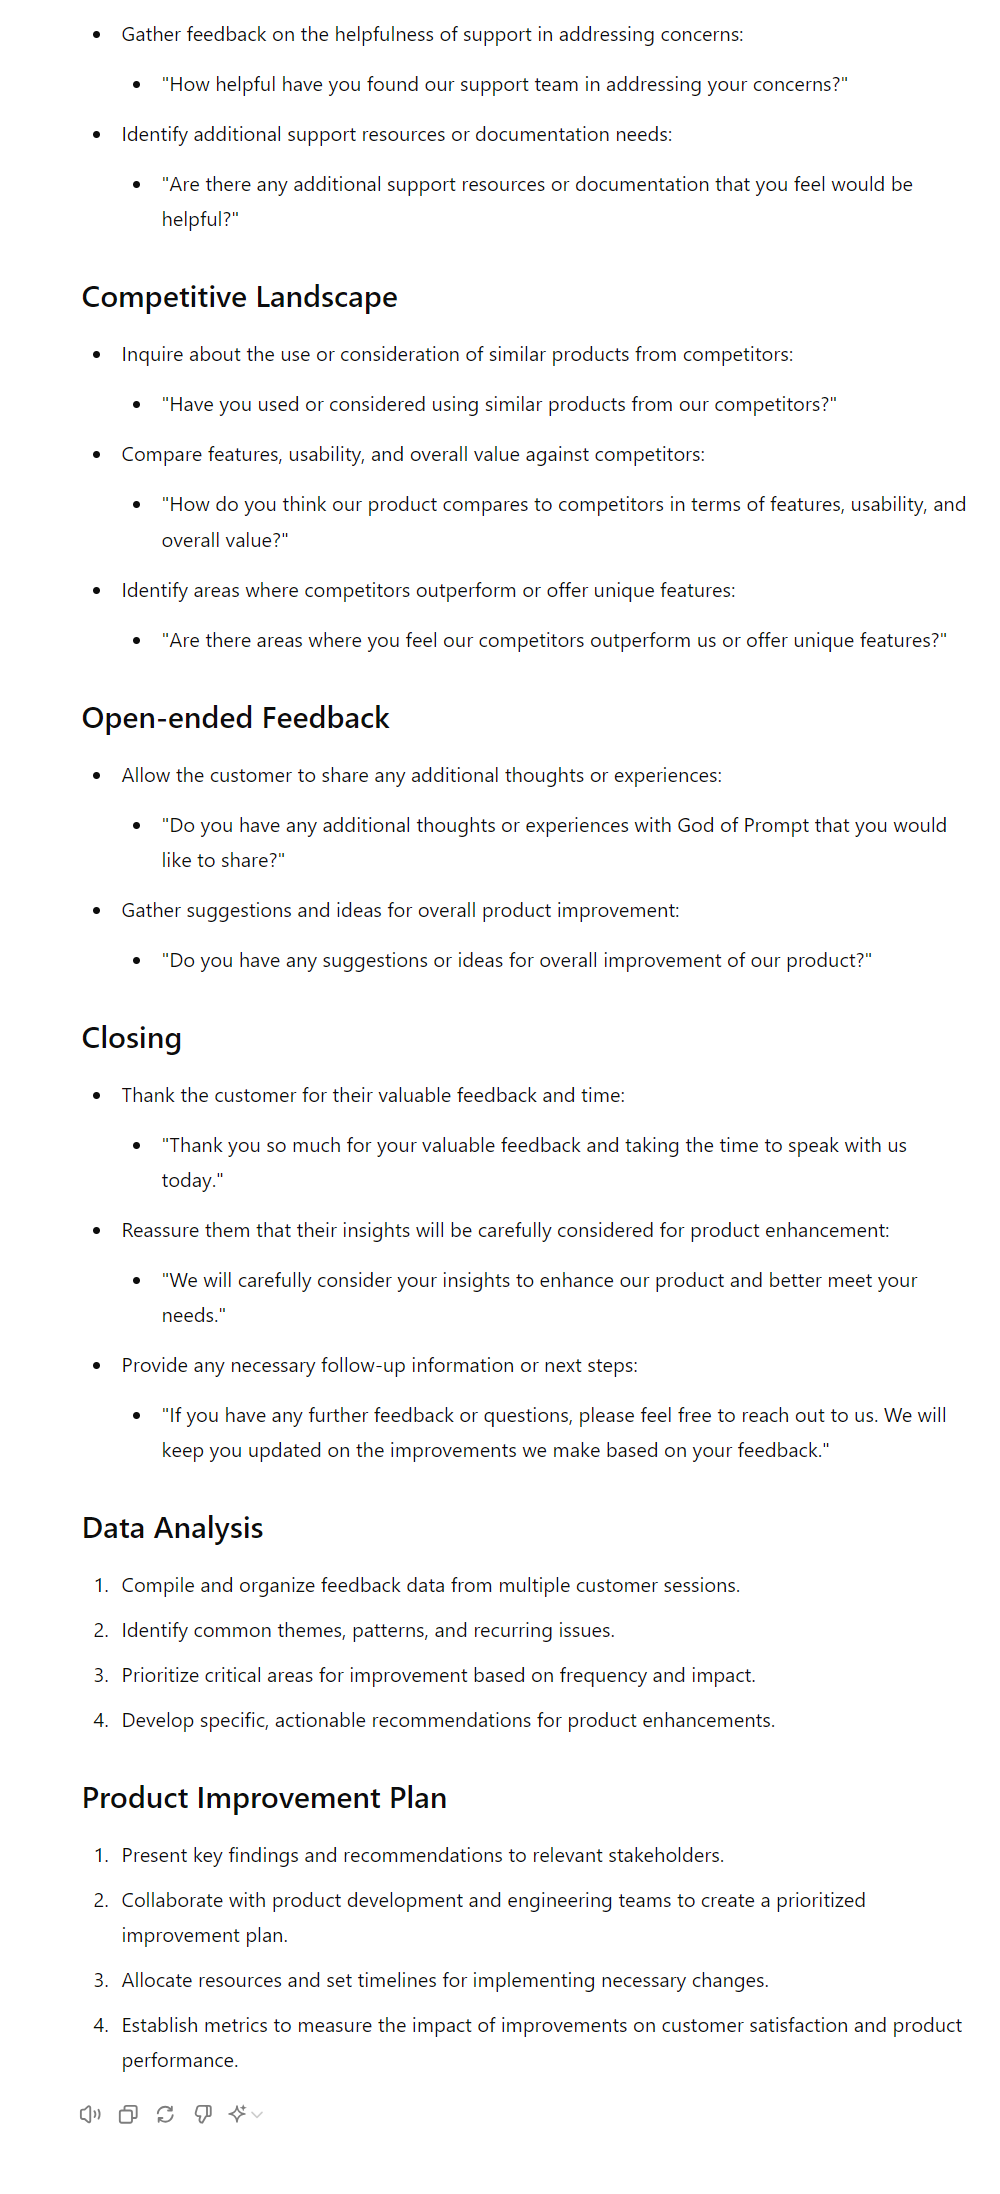 Gather feedback on the helpfulness of support in addressing concerns:
"How helpful have you found our support team in addressing your concerns?"
Identify additional support resources or documentation needs:
"Are there any additional support resources or documentation that you feel would be
helpful?"
Competitive Landscape
Inquire about the use or consideration of similar products from competitors:
"Have you used or considered using similar products from our competitors?"
Compare features, usability, and overall value against competitors:
"How do you think our product compares to competitors in terms of features, usability, and
overall value?"
Identify areas where competitors outperform or offer unique features:
"Are there areas where you feel our competitors outperform us or offer unique features?"
Open-ended Feedback
Allow the customer to share any additional thoughts or experiences:
"Do you have any additional thoughts or experiences with God of Prompt that you would
like to share?"
Gather suggestions and ideas for overall product improvement:
"Do you have any suggestions or ideas for overall improvement of our product?"
Closing
Thank the customer for their valuable feedback and time:
"Thank you so much for your valuable feedback and taking the time to speak with us
today."
Reassure them that their insights will be carefully considered for product enhancement:
"We will carefully consider your insights to enhance our product and better meet your
needs."
Provide any necessary follow-up information or next steps:
"If you have any further feedback or questions, please feel free to reach out to us. We will
keep you updated on the improvements we make based on your feedback."
Data Analysis
1. Compile and organize feedback data from multiple customer sessions.
2. Identify common themes, patterns, and recurring issues.
3. Prioritize critical areas for improvement based on frequency and impact.
4. Develop specific, actionable recommendations for product enhancements.
Product Improvement Plan
1. Present key findings and recommendations to relevant stakeholders.
2. Collaborate with product development and engineering teams to create a prioritized
improvement plan.
3. Allocate resources and set timelines for implementing necessary changes.
4. Establish metrics to measure the impact of improvements on customer satisfaction and product
performance.